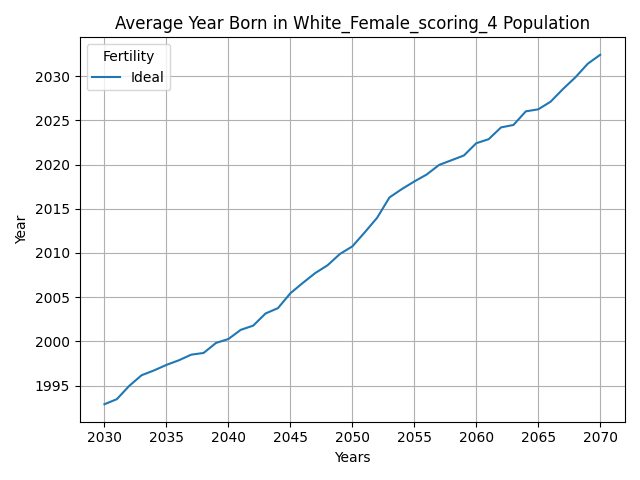 Average Year Born in White_Female_scoring_4 Population
Fertility
Ideal
Year
2030
2025
2020
2015
2010
2005
2000
1995
2030 2035 2040 2045 2050 2055 2060 2065 2070
Years